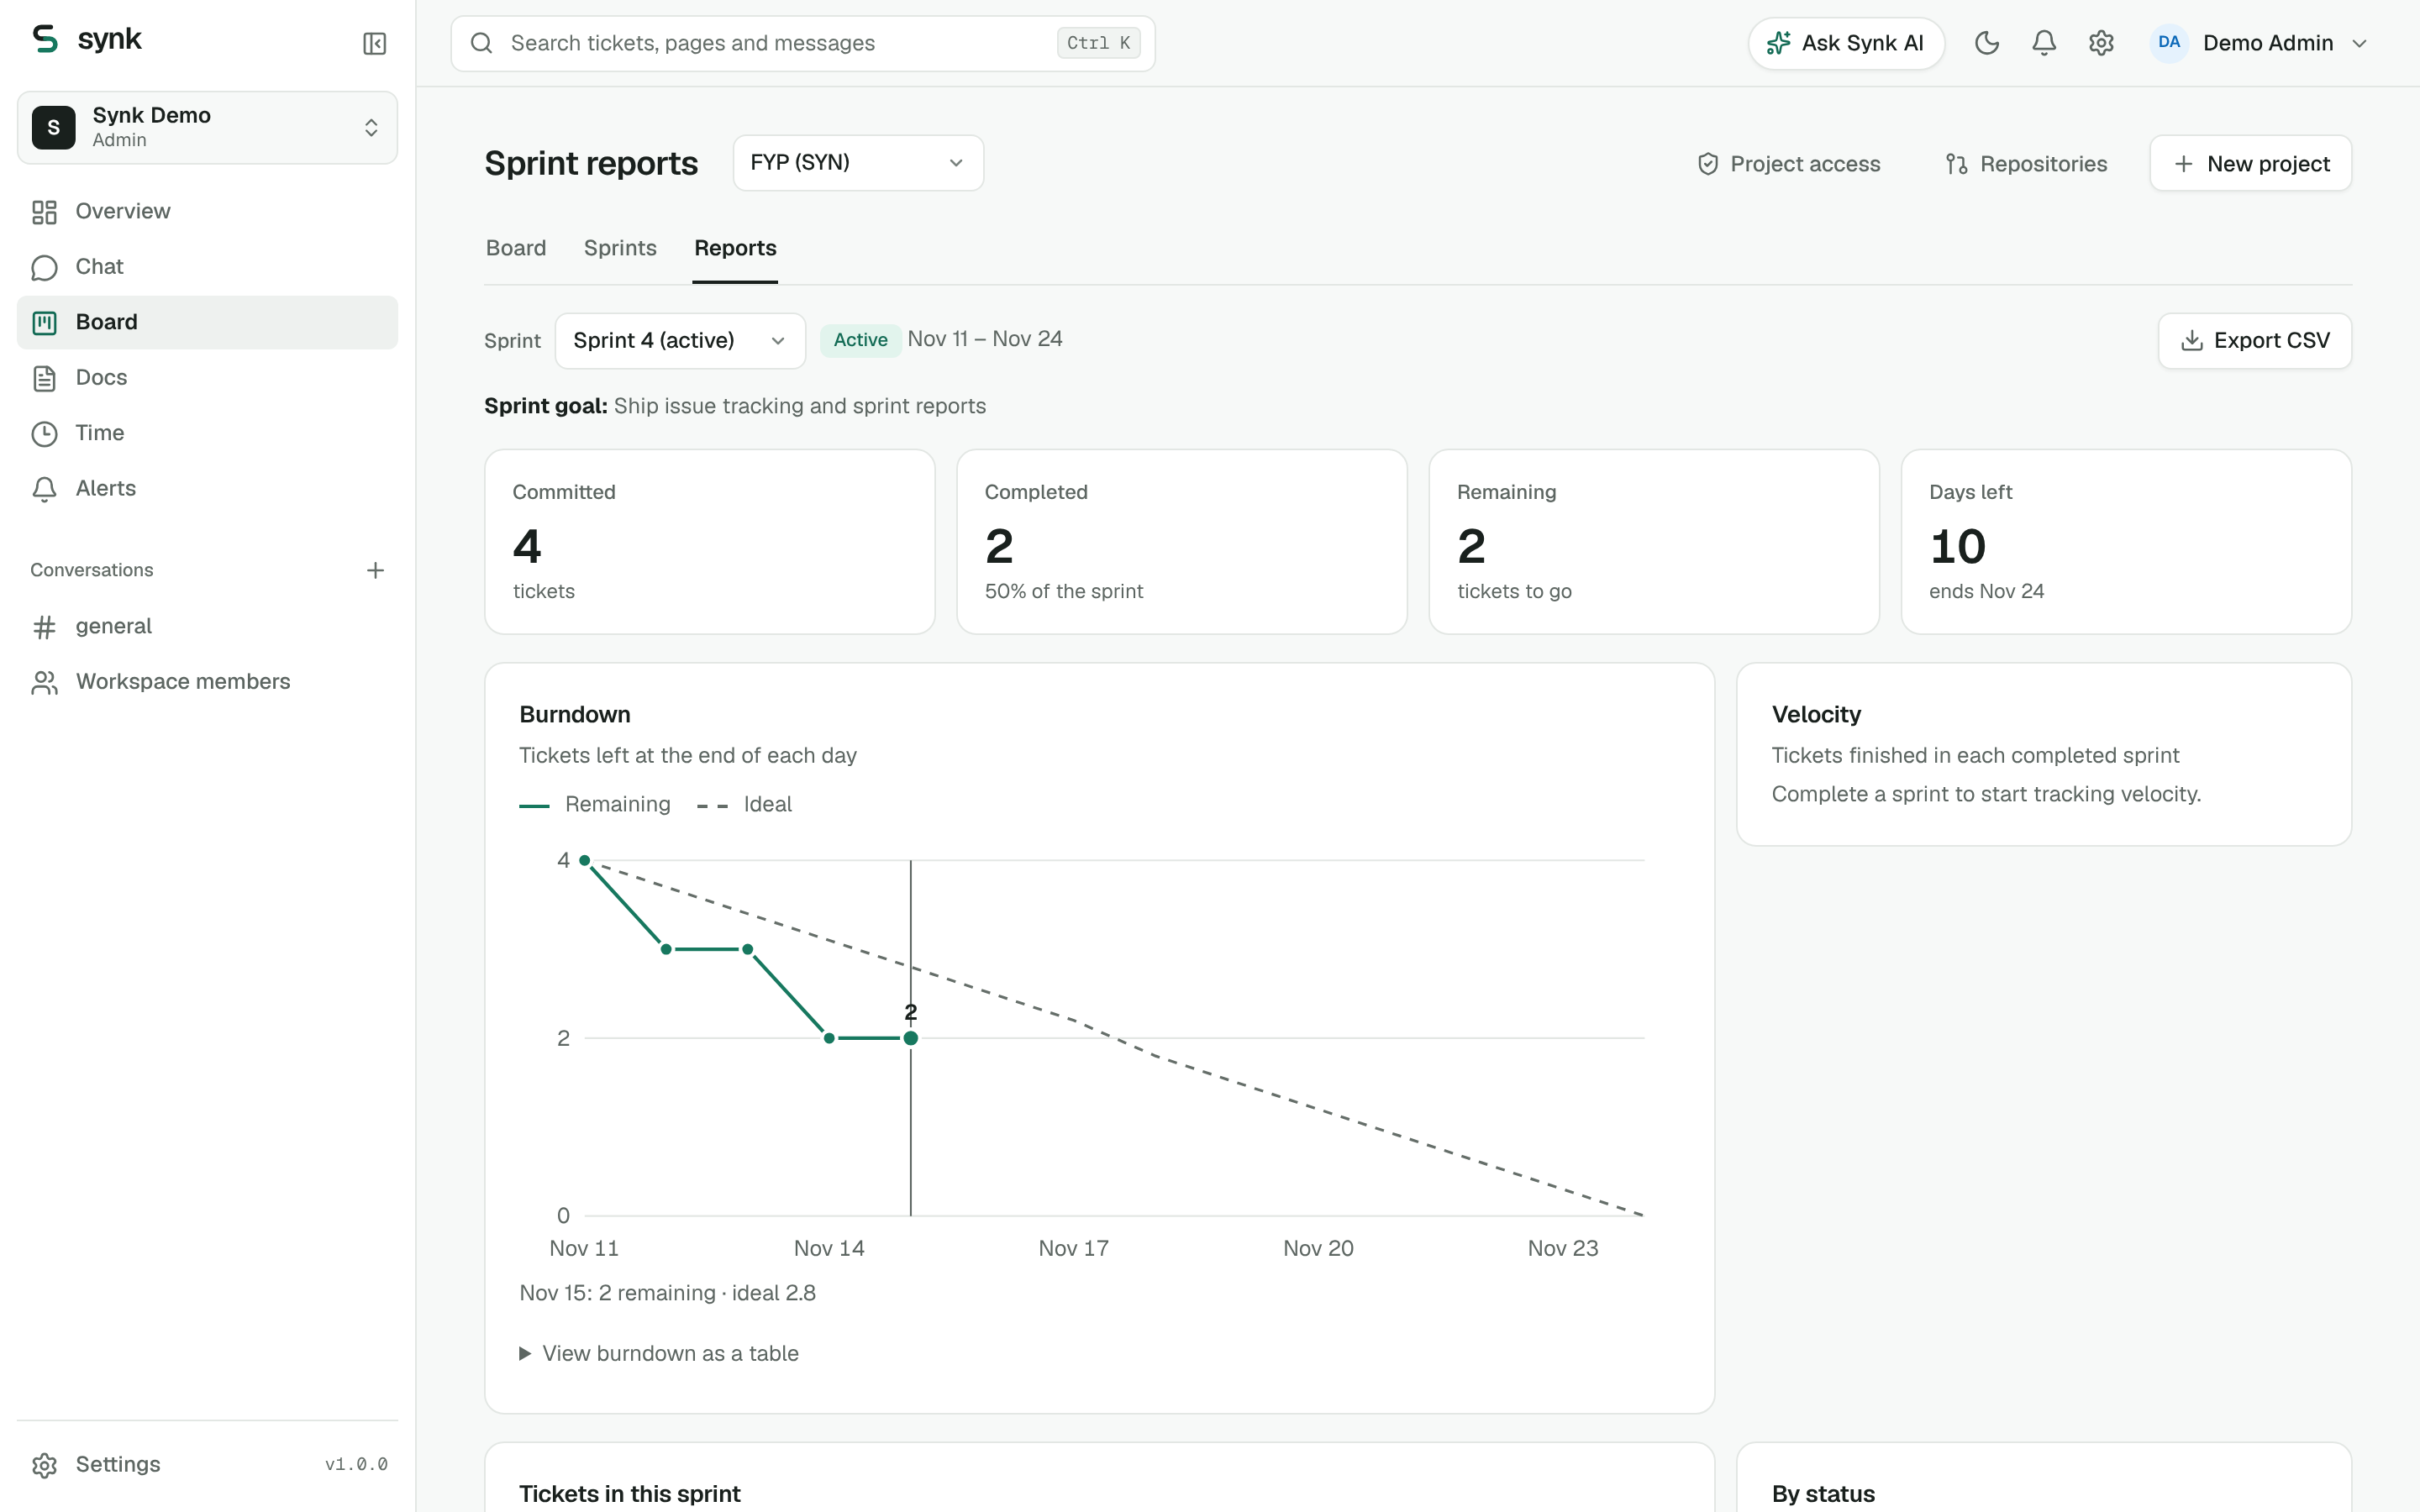 synk
Search tickets, pages and messages
Ctrl K
Ask Synk AI
DA
Demo Admin
S
Synk Demo
Admin
Overview
Chat
Board
Docs
Time
Alerts
Conversations
general
Workspace members
Settings
v1.0.0
Sprint reports
FYP (SYN)
Project access
Repositories
New project
Board
Sprints
Reports
Sprint
Sprint 4 (active)
Active
Nov 11 – Nov 24
Export CSV
Sprint goal: Ship issue tracking and sprint reports
Committed
4
tickets
Completed
2
50% of the sprint
Remaining
2
tickets to go
Days left
10
ends Nov 24
Burndown
Tickets left at the end of each day
Remaining
Ideal
4
2
2
0
Nov 11
Nov 14
Nov 17
Nov 20
Nov 23
Nov 15: 2 remaining · ideal 2.8
View burndown as a table
Velocity
Tickets finished in each completed sprint
Complete a sprint to start tracking velocity.
Tickets in this sprint
By status